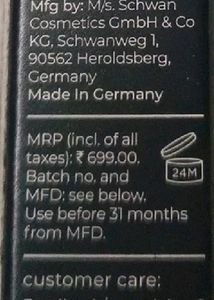 Mfg by: M/s. Schwan
Cosmetics GmbH & Co
KG, Schwanweg 1,
90562 Heroldsberg,
Germany
Made In Germany
MRP (incl. of all
taxes): ₹ 699.00.
Batch no. and
MFD: see below.
Use before 31 months
from MFD.
24M
customer care: